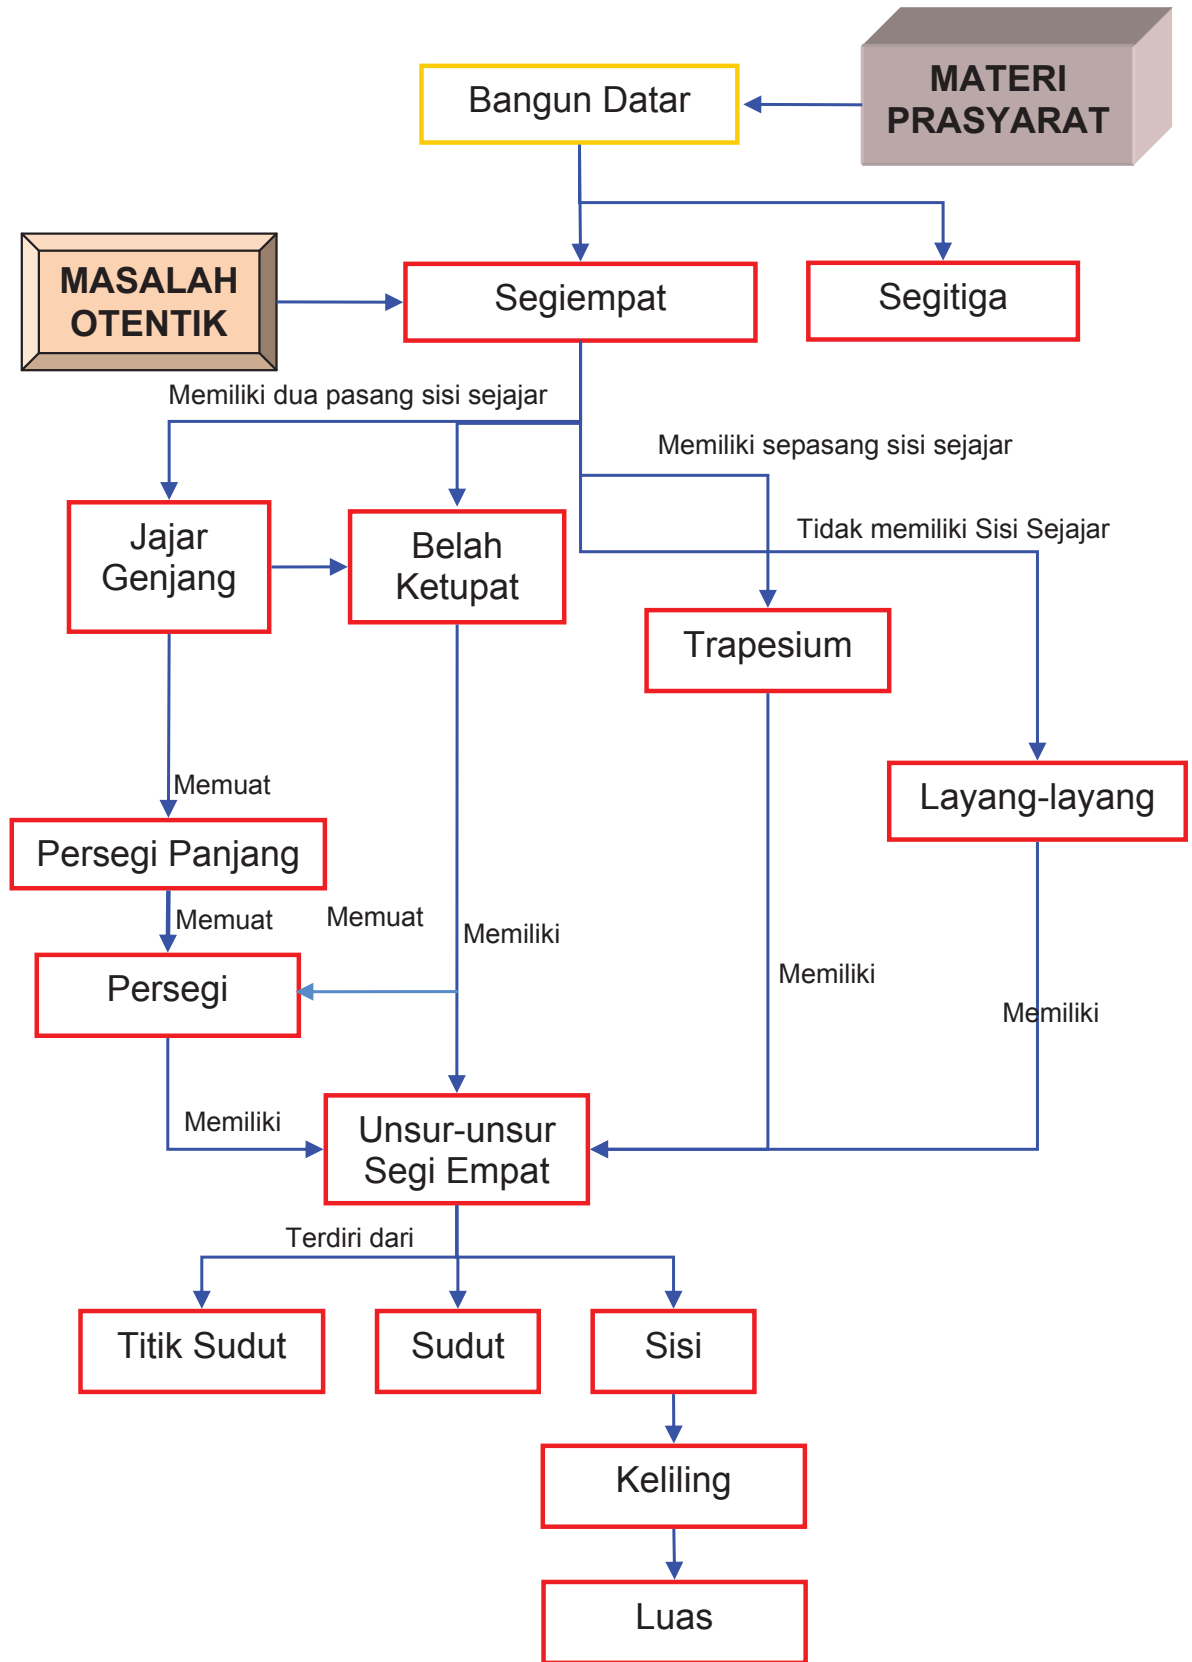 MATERI
PRASYARAT
Bangun Datar
MASALAH
OTENTIK
Segiempat
Segitiga
Memiliki dua pasang sisi sejajar
Memiliki sepasang sisi sejajar
Tidak memiliki Sisi Sejajar
Jajar
Genjang
Belah
Ketupat
Trapesium
Memuat
Layang-layang
Persegi Panjang
Memuat
Memuat
Memiliki
Persegi
Memiliki
Memiliki
Memiliki
Unsur-unsur
Segi Empat
Terdiri dari
Titik Sudut
Sudut
Sisi
Keliling
Luas